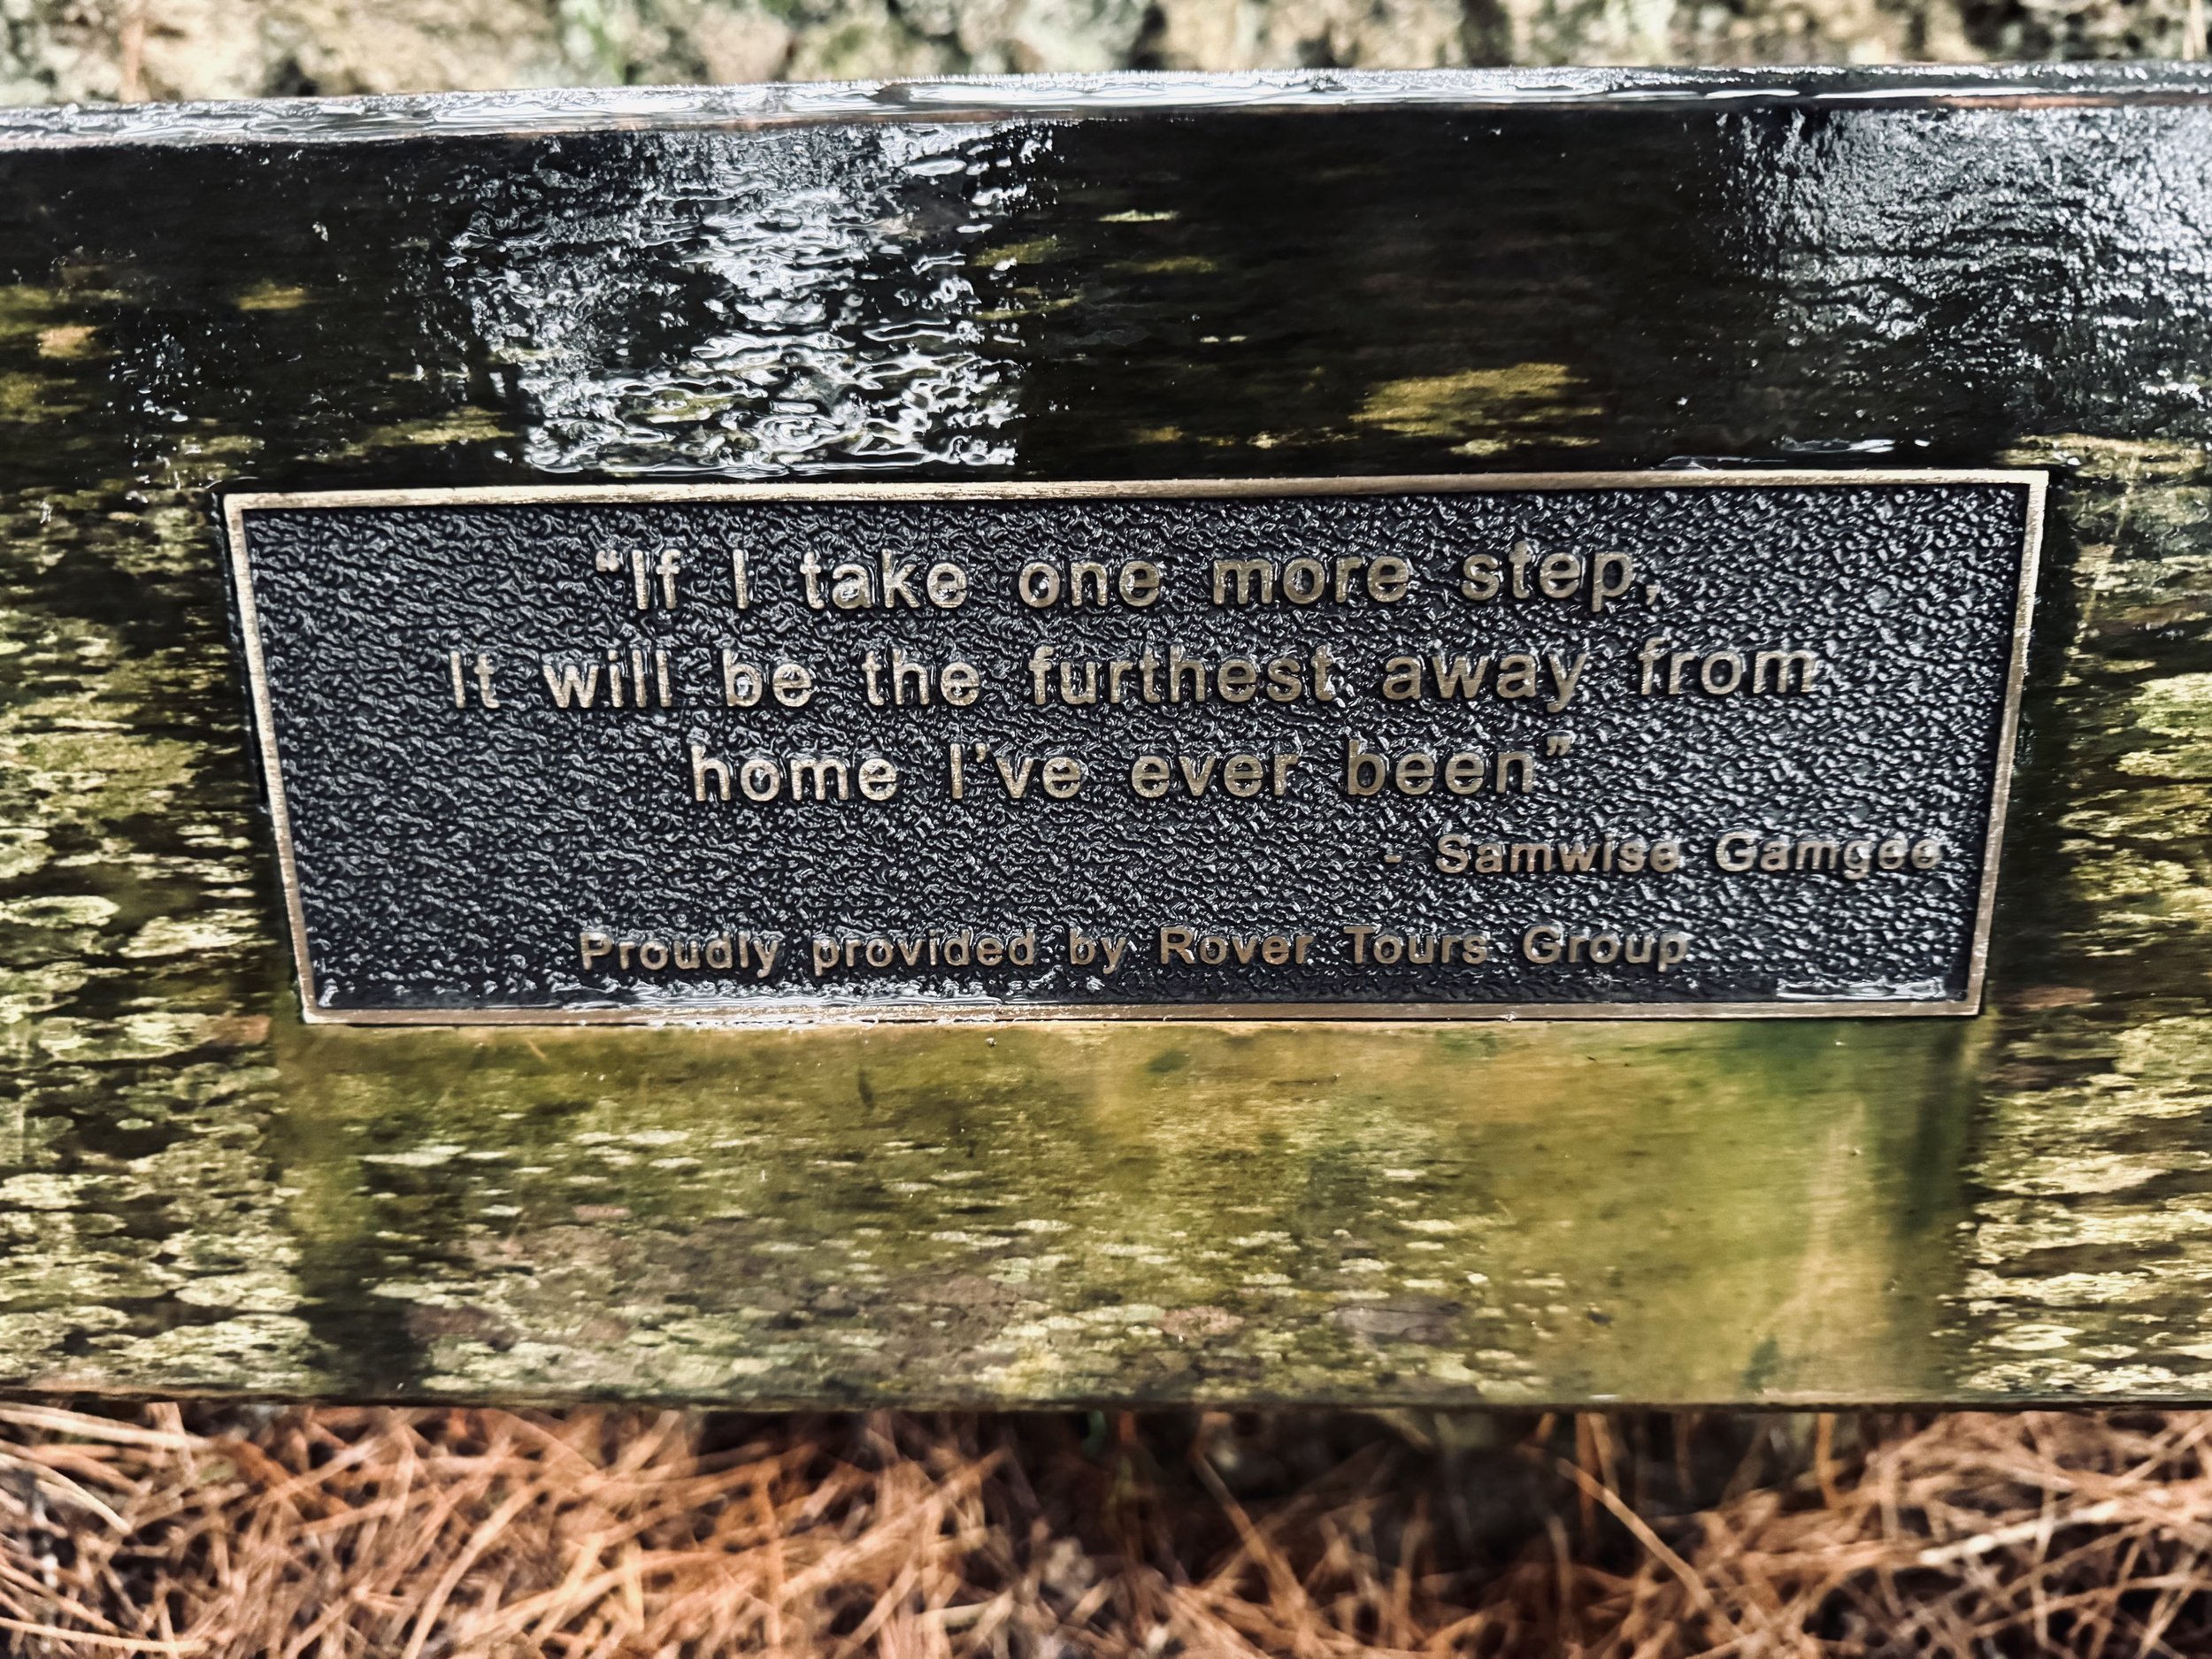 “If I take one more step,
It will be the furthest away from
home I’ve ever been”
- Samwise Gamgee
Proudly provided by Rover Tours Group